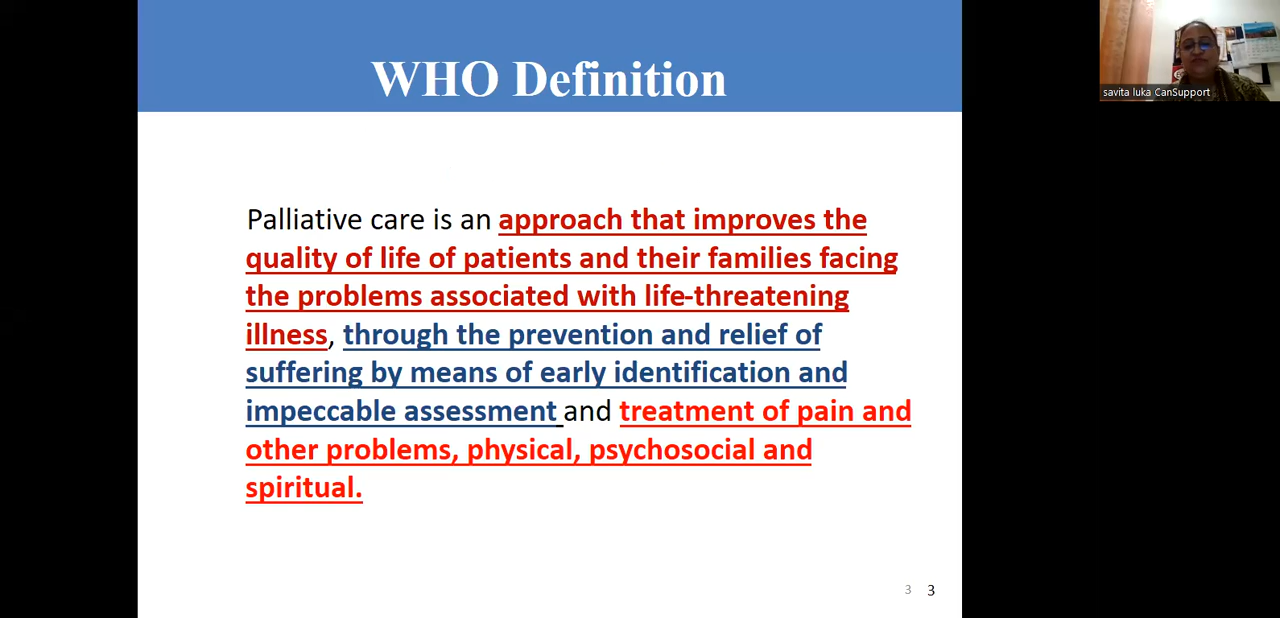 WHO Definition
savita luka CanSupport
Palliative care is an approach that improves the
quality of life of patients and their families facing
the problems associated with life-threatening
illness, through the prevention and relief of
suffering by means of early identification and
impeccable assessment and treatment of pain and
other problems, physical, psychosocial and
spiritual.
3 3